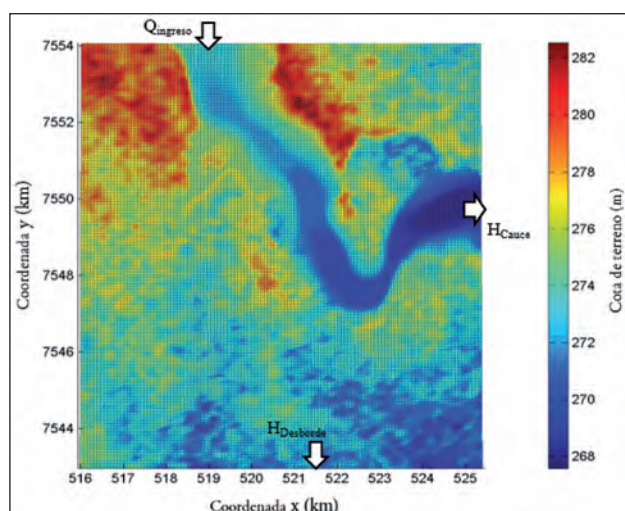 Qingreso
7554
7552
7550
7548
7546
7544
Coordenada y (km)
HCauce
HDesborde
516 517 518 519 520 521 522 523 524 525
Coordenada x (km)
282
280
278
276
274
272
270
268
Cota de terreno (m)